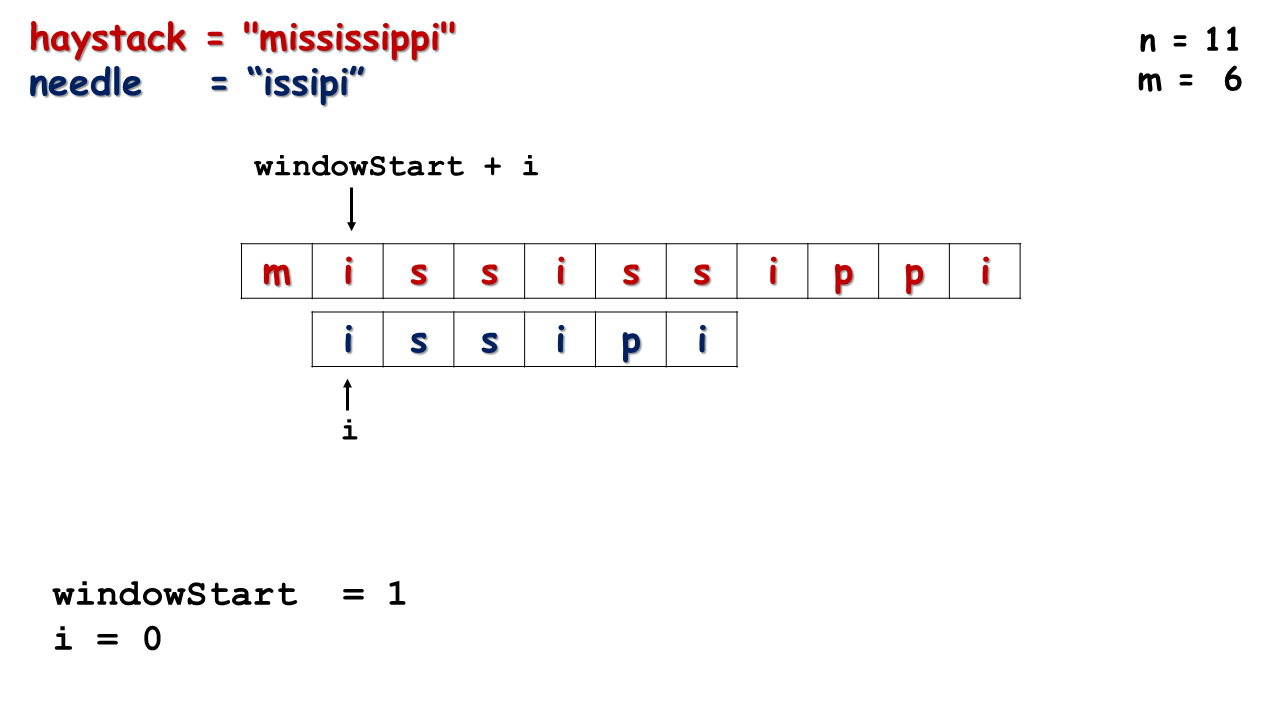 haystack = "mississippi"
needle = “issipi”
n = 11
m = 6
windowStart + i
m i s s i s s i p p i
i s s i p i
i
windowStart = 1
i = 0